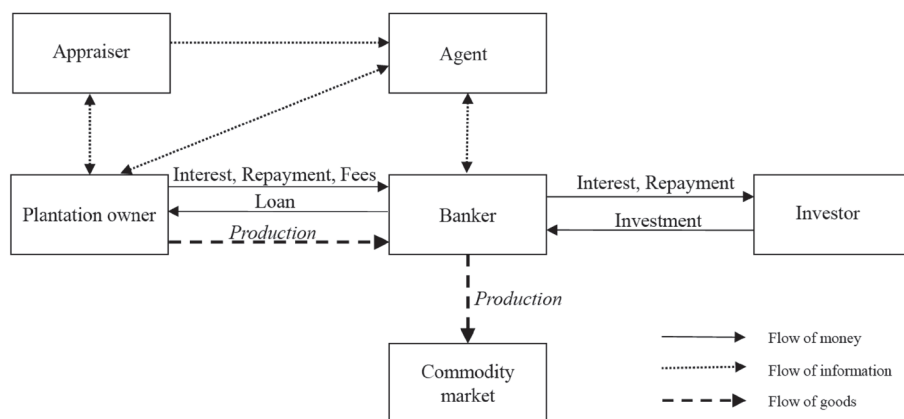 Appraiser
Agent
Interest, Repayment, Fees
Interest, Repayment
Plantation owner
Loan
Banker
Investment
Investor
Production
Production
Flow of money
Commodity
market
Flow of information
Flow of goods